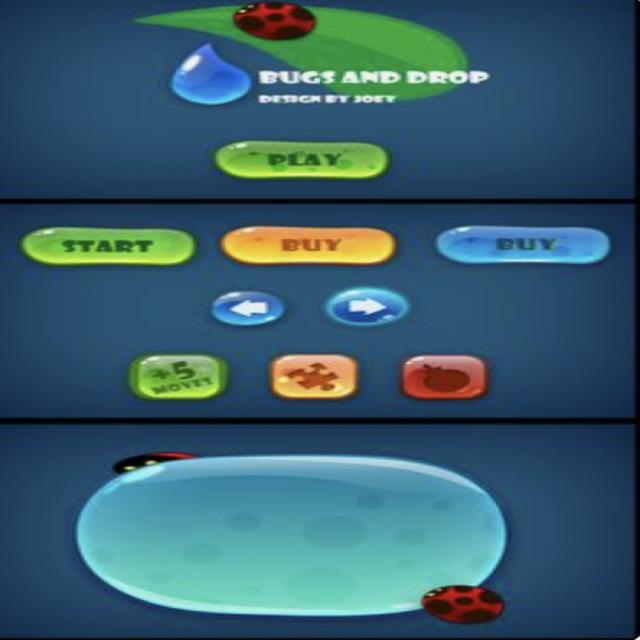 BUGS AND DROP
DESIGN BY JOEY
PLAY
START
BUY
BUY
+5
MOVES